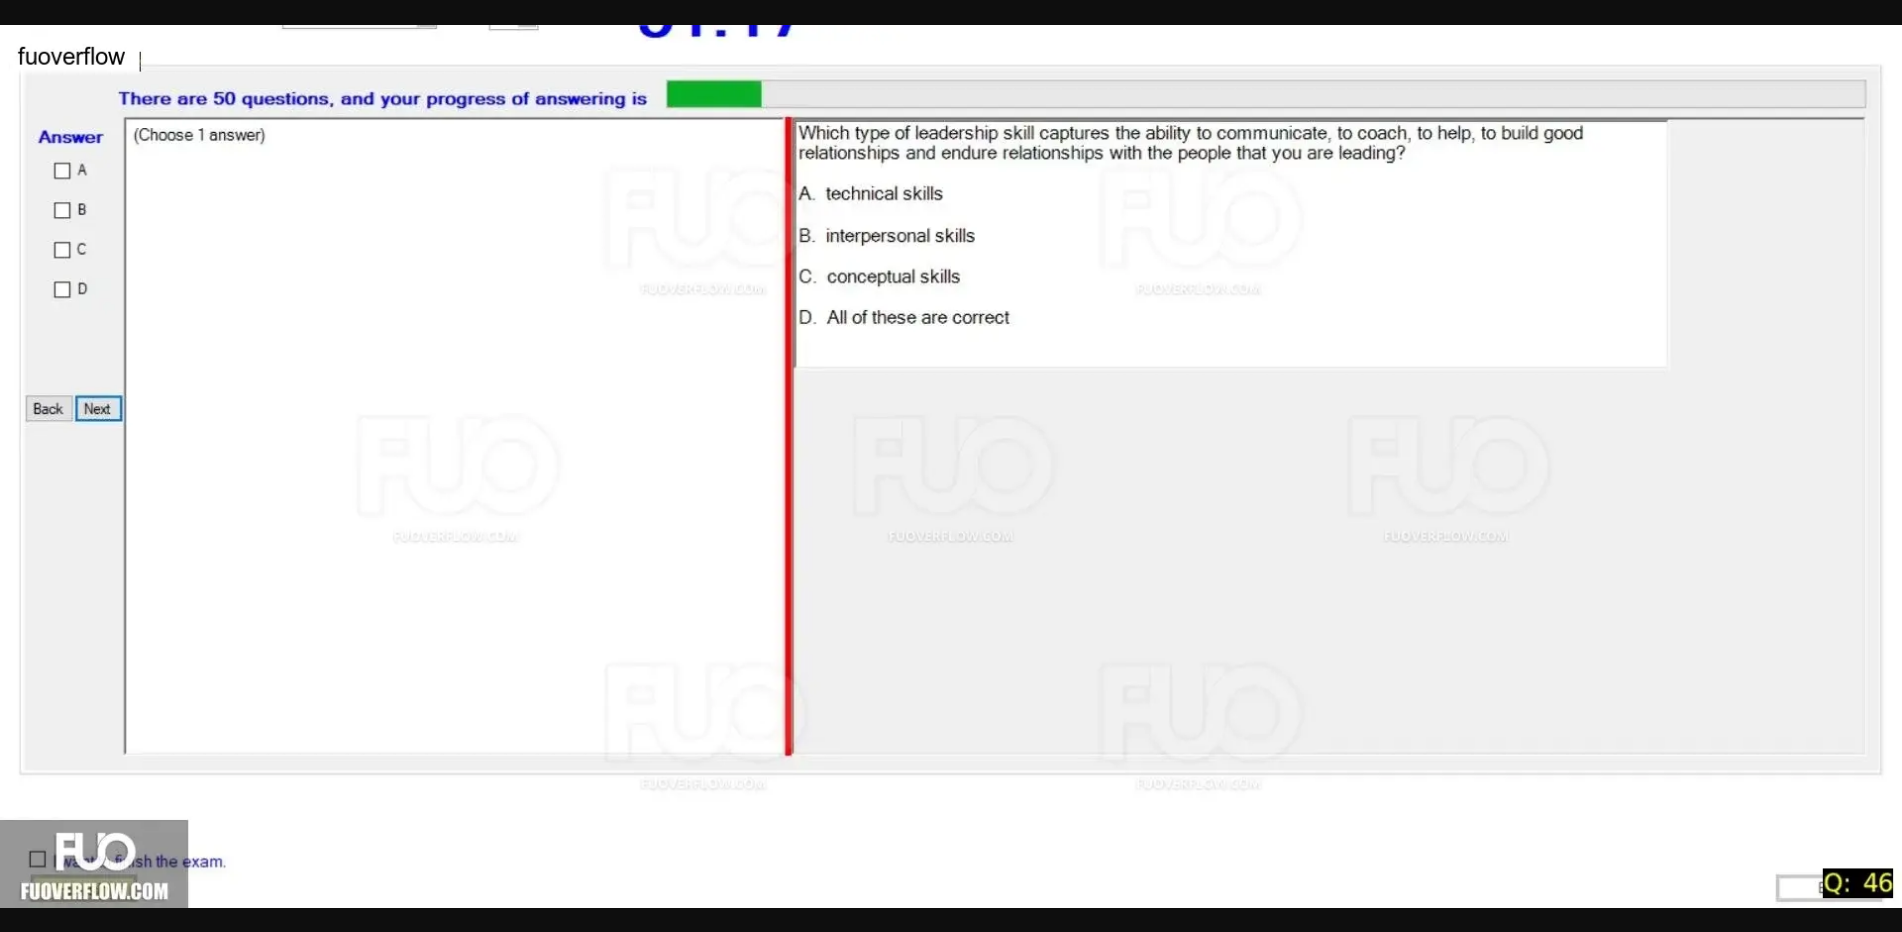 fuoverflow
There are 50 questions, and your progress of answering is
Answer
(Choose 1 answer)
A
B
C
D
Back
Next
Which type of leadership skill captures the ability to communicate, to coach, to help, to build good
relationships and endure relationships with the people that you are leading?
A. technical skills
B. interpersonal skills
C. conceptual skills
D. All of these are correct
FUO
FUOVERFLOW.COM
FUO
FUOVERFLOW.COM
FUO
FUOVERFLOW.COM
FUO
FUOVERFLOW.COM
FUO
FUOVERFLOW.COM
FUO
FUOVERFLOW.COM
FUO
FUOVERFLOW.COM
the exam.
FUO
FUOVERFLOW.COM
Q: 46